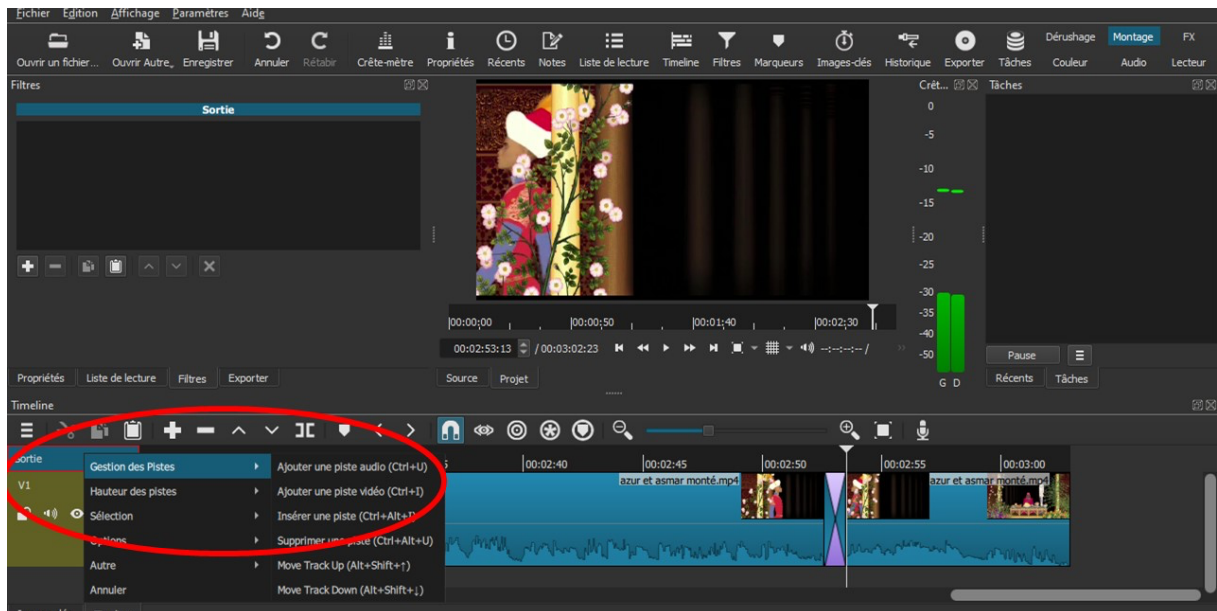 Fichier Edition Affichage Paramètres Aide
Dérushage Montage FX
Ouvrir un fichier... Ouvrir Autre Enregistrer Annuler Rétablir Crête-mètre Propriétés Récents Notes Liste de lecture Timeline Filtres Marqueurs Images-clés Historique Exporter Tâches Couleur Audio Lecteur
Filtres Crêt... Tâches
Sortie
0
-5
-10
-15
-20
-25
-30
-35
-40
-50
G D
00:00;00 00:00;50 00:01;40 00:02;30
00:02:53:13 / 00:03:02:23 --:--:--:-- /
Pause
Propriétés Liste de lecture Filtres Exporter Source Projet Récents Tâches
Timeline
Sortie
00:02:40 00:02:45 00:02:50 00:02:55 00:03:00
V1
azur et asmar monté.mp4 azur et asmar monté.mp4
Gestion des Pistes Ajouter une piste audio (Ctrl+U)
Hauteur des pistes Ajouter une piste vidéo (Ctrl+I)
Sélection Insérer une piste (Ctrl+Alt+I)
Options Supprimer une piste (Ctrl+Alt+U)
Autre Move Track Up (Alt+Shift+↑)
Annuler Move Track Down (Alt+Shift+↓)